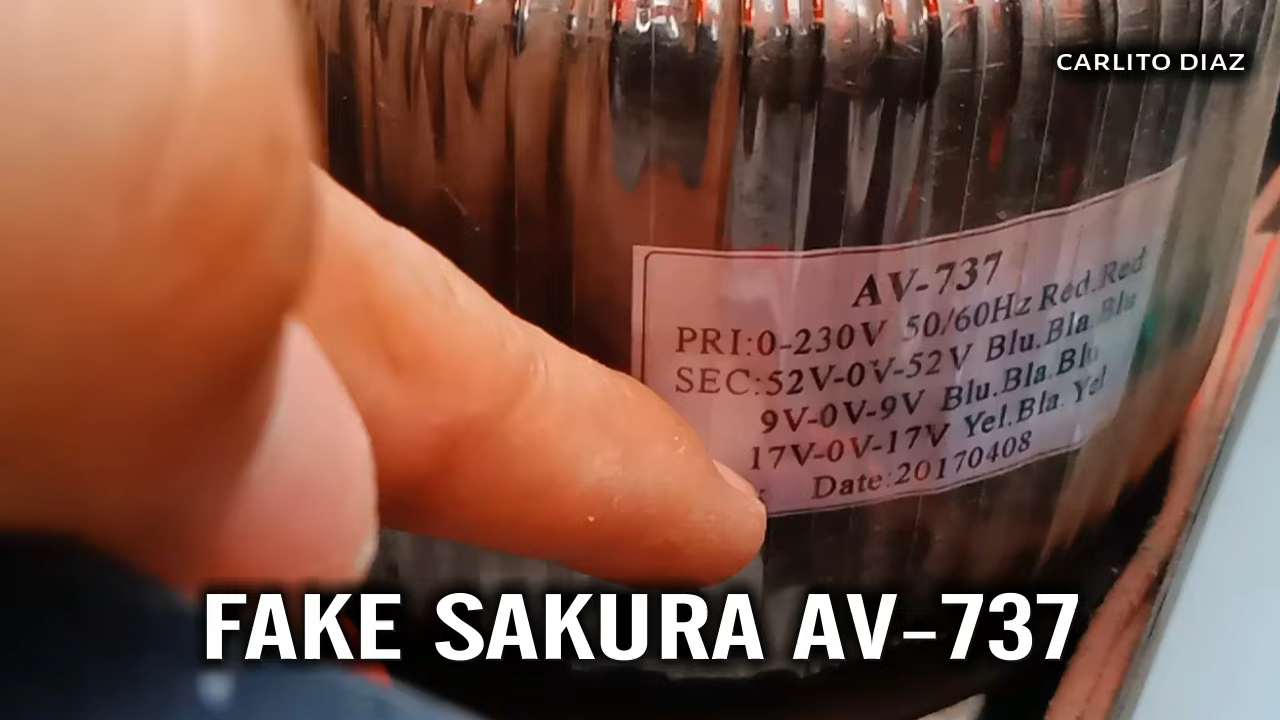 CARLITO DIAZ
AV-737
PRI:0-230V 50/60Hz Red.Red
SEC:52V-0V-52V Blu.Bla.Blu
9V-0V-9V Blu.Bla.Blu
17V-0V-17V Yel.Bla.Yel
Date:20170408
FAKE SAKURA AV-737